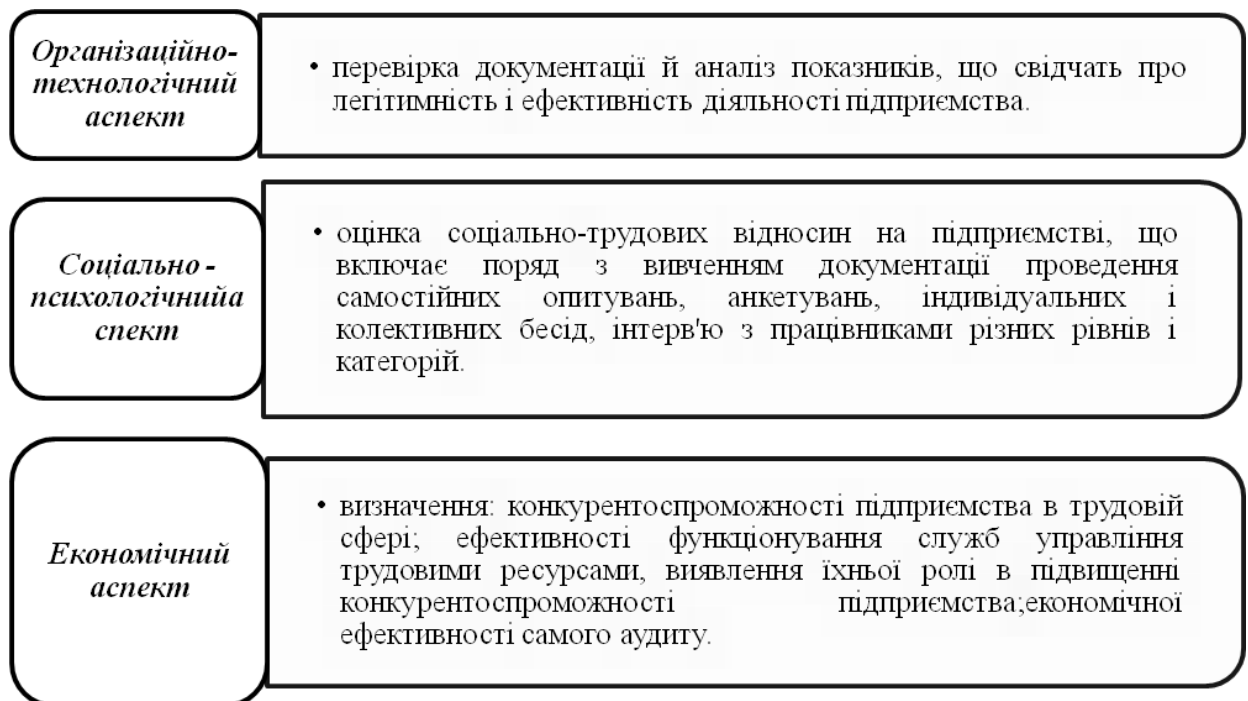 Організаційно-
технологічний
аспект
• перевірка документації й аналіз показників, що свідчать про
легітимність і ефективність діяльності підприємства.
Соціально -
психологічнийа
спект
• оцінка соціально-трудових відносин на підприємстві, що
включає поряд з вивченням документації проведення
самостійних опитувань, анкетувань, індивідуальних і
колективних бесід, інтерв'ю з працівниками різних рівнів і
категорій.
Економічний
аспект
• визначення: конкурентоспроможності підприємства в трудовій
сфері; ефективності функціонування служб управління
трудовими ресурсами, виявлення їхньої ролі в підвищенні
конкурентоспроможності підприємства;економічної
ефективності самого аудиту.